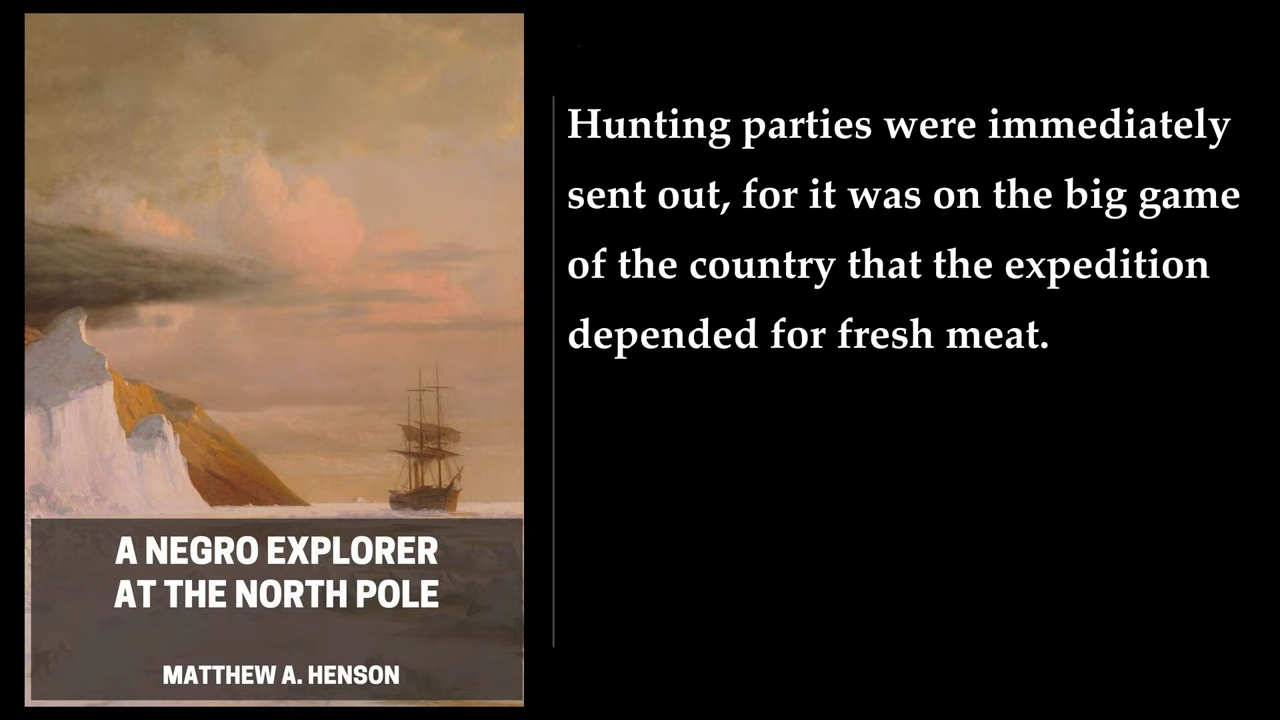 A NEGRO EXPLORER
AT THE NORTH POLE
MATTHEW A. HENSON
Hunting parties were immediately
sent out, for it was on the big game
of the country that the expedition
depended for fresh meat.